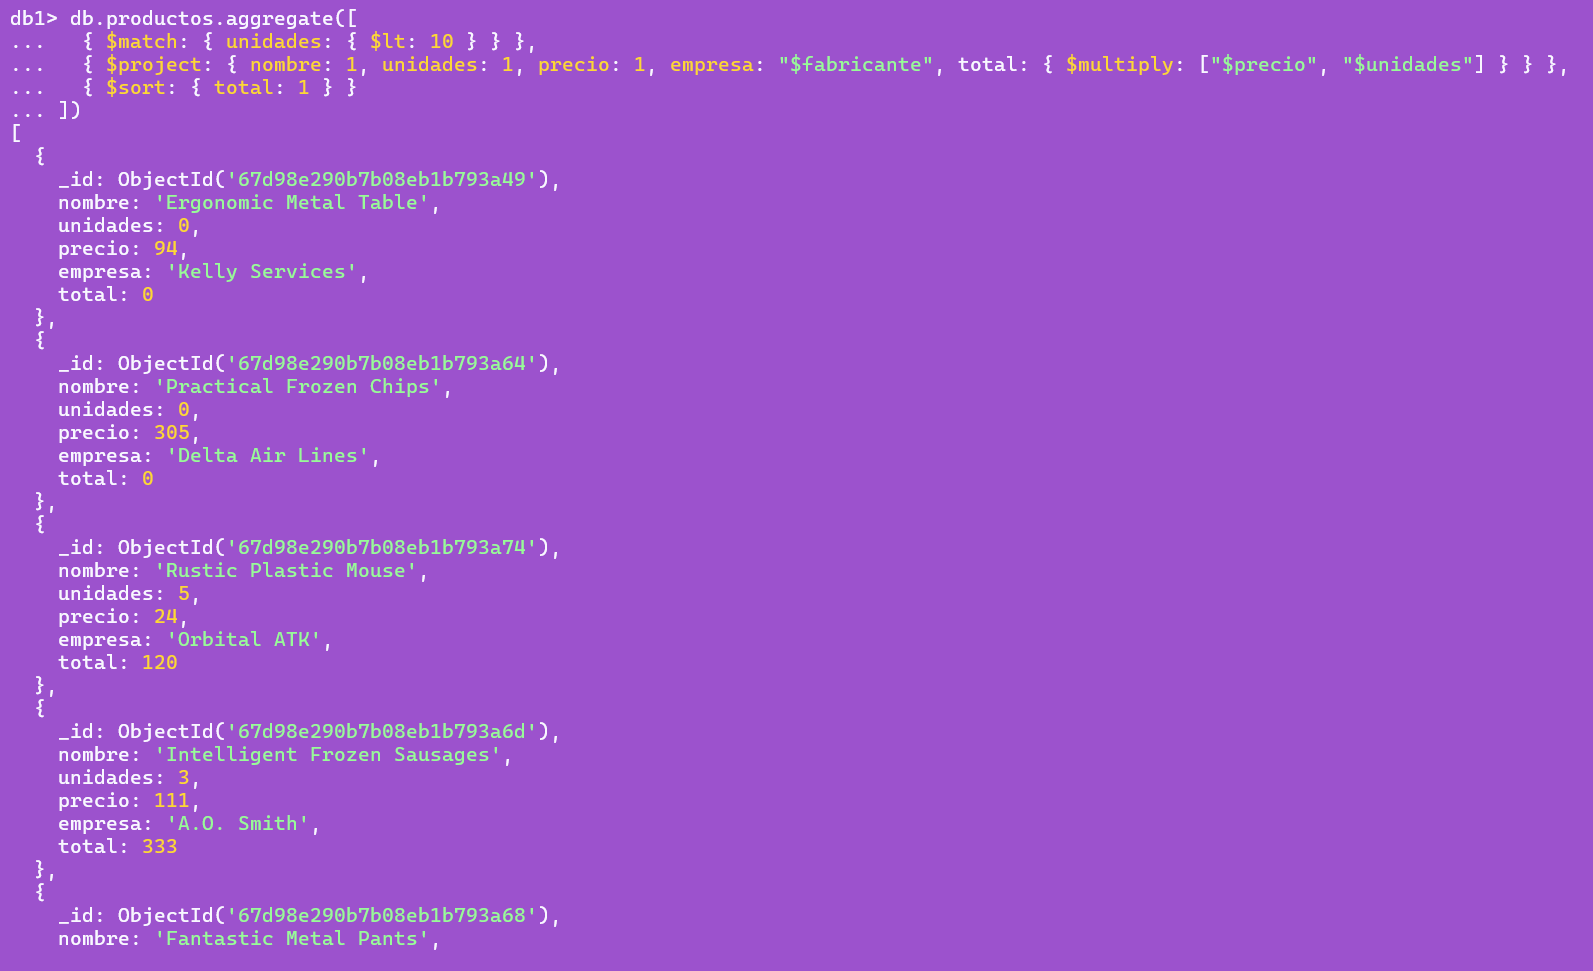 db1> db.productos.aggregate([
...   { $match: { unidades: { $lt: 10 } } },
...   { $project: { nombre: 1, unidades: 1, precio: 1, empresa: "$fabricante", total: { $multiply: ["$precio", "$unidades"] } } },
...   { $sort: { total: 1 } }
... ])
[
  {
    _id: ObjectId('67d98e290b7b08eb1b793a49'),
    nombre: 'Ergonomic Metal Table',
    unidades: 0,
    precio: 94,
    empresa: 'Kelly Services',
    total: 0
  },
  {
    _id: ObjectId('67d98e290b7b08eb1b793a64'),
    nombre: 'Practical Frozen Chips',
    unidades: 0,
    precio: 305,
    empresa: 'Delta Air Lines',
    total: 0
  },
  {
    _id: ObjectId('67d98e290b7b08eb1b793a74'),
    nombre: 'Rustic Plastic Mouse',
    unidades: 5,
    precio: 24,
    empresa: 'Orbital ATK',
    total: 120
  },
  {
    _id: ObjectId('67d98e290b7b08eb1b793a6d'),
    nombre: 'Intelligent Frozen Sausages',
    unidades: 3,
    precio: 111,
    empresa: 'A.O. Smith',
    total: 333
  },
  {
    _id: ObjectId('67d98e290b7b08eb1b793a68'),
    nombre: 'Fantastic Metal Pants',